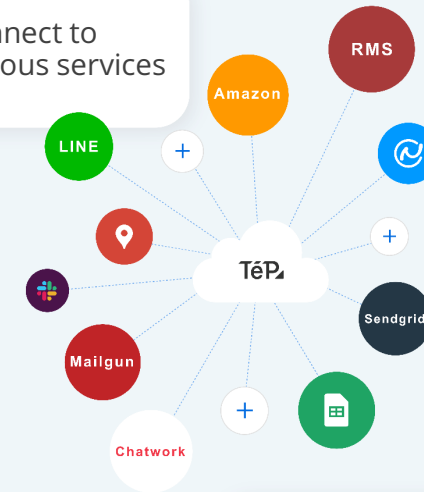 nnect to
ous services
RMS
Amazon
LINE
TéP
Sendgrid
Mailgun
Chatwork